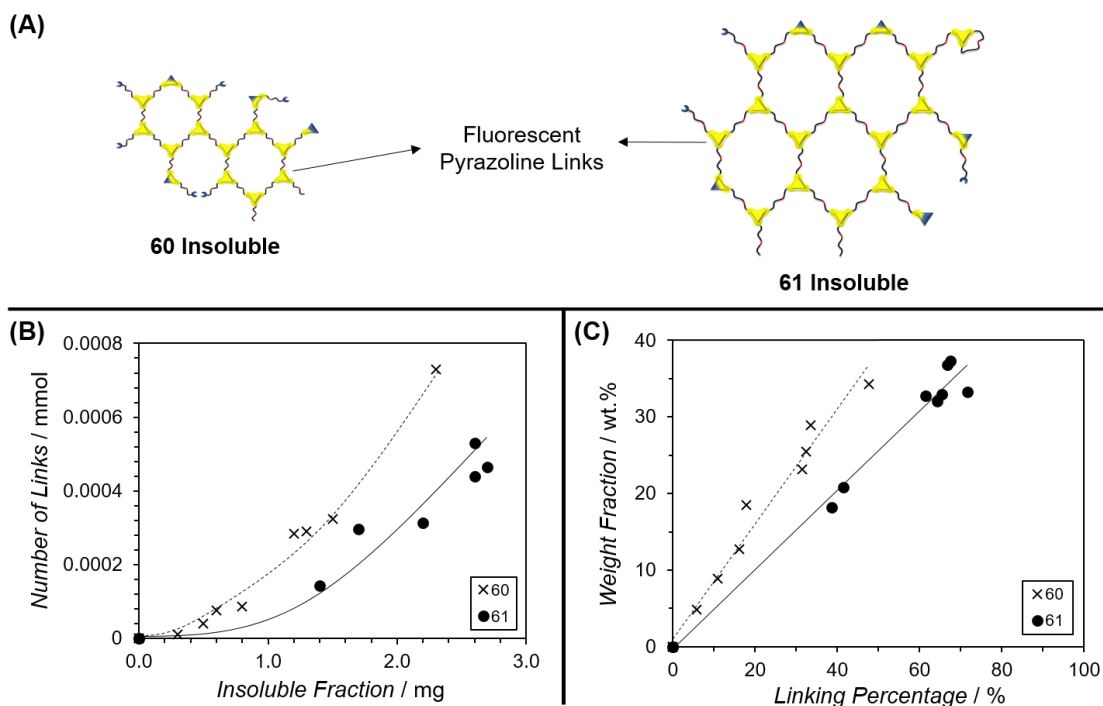 (A)
Fluorescent
Pyrazoline Links
60 Insoluble
61 Insoluble
(B)
Number of Links / mmol
0.0008
0.0006
0.0004
0.0002
0
0.0
1.0
2.0
3.0
Insoluble Fraction / mg
60
61
(C)
Weight Fraction / wt.%
40
30
20
10
0
0
20
40
60
80
100
Linking Percentage / %
60
61